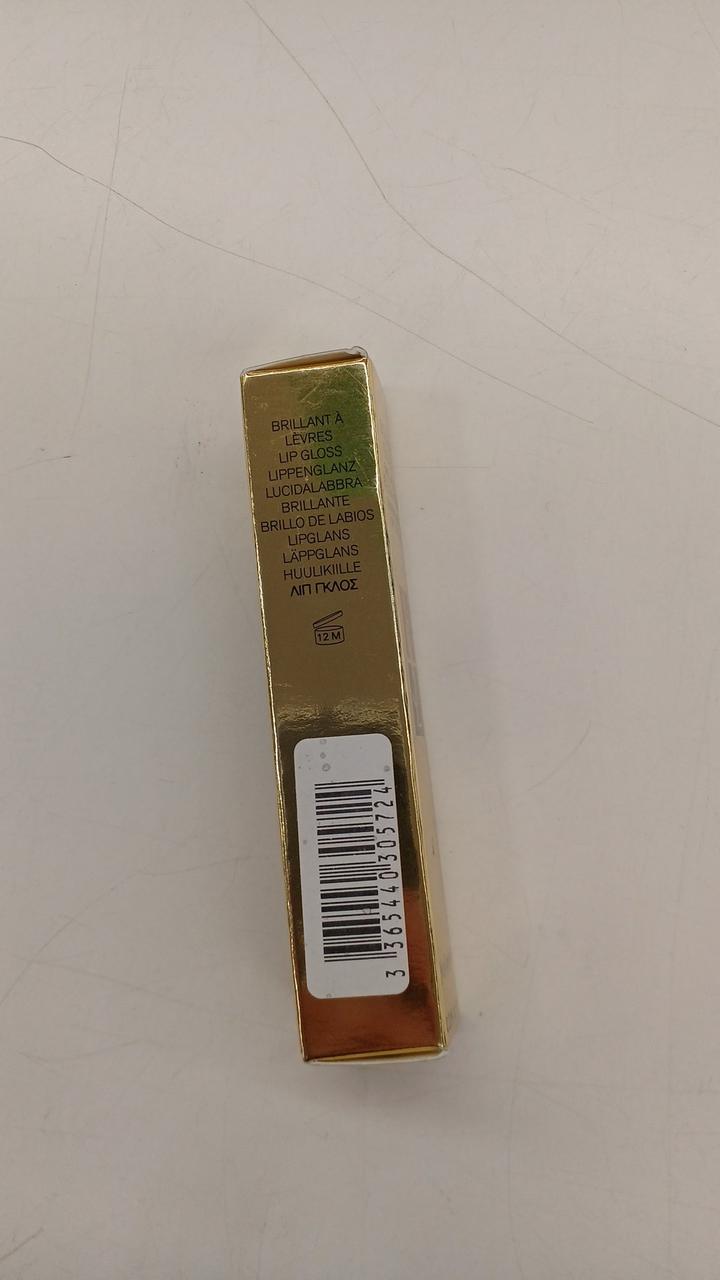 BRILLANT À
LÈVRES
LIP GLOSS
LIPPENGLANZ
LUCIDALABBRA
BRILLANTE
BRILLO DE LABIOS
LIPGLANS
LÄPPGLANS
HUULIKIILLE
ΛΙΠ ΓΚΛΟΣ
12 M
3 365440 305724